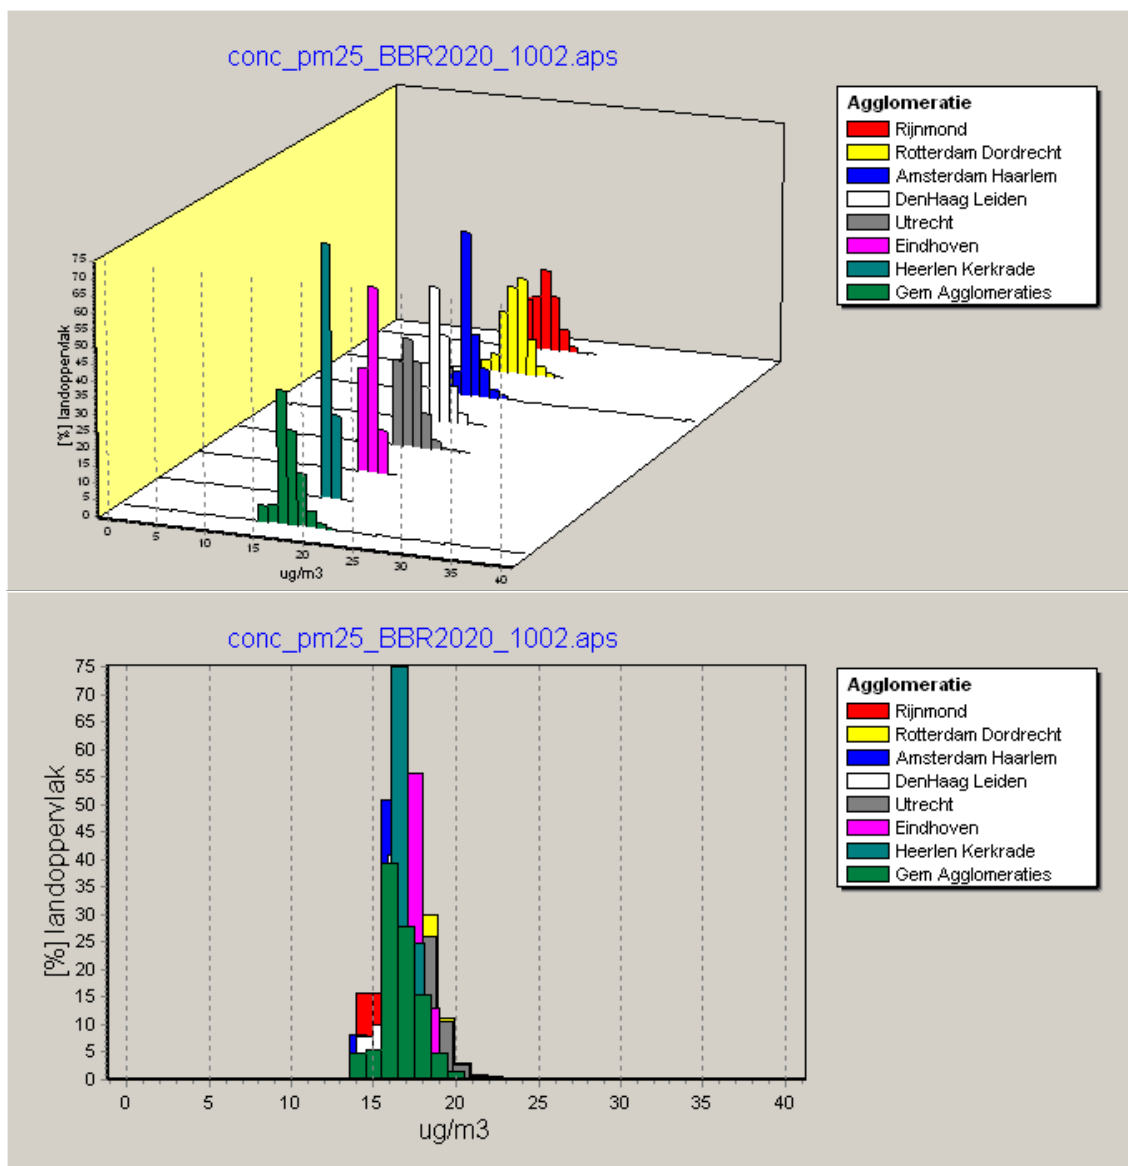 conc_pm25_BBR2020_1002.aps
Agglomeratie
Rijnmond
Rotterdam Dordrecht
Amsterdam Haarlem
DenHaag Leiden
Utrecht
Eindhoven
Heerlen Kerkrade
Gem Agglomeraties
75
70
65
60
55
50
45
40
35
30
25
20
15
10
5
0
[%] landoppervlak
0 5 10 15 20 25 30 35 40
ug/m3
conc_pm25_BBR2020_1002.aps
Agglomeratie
Rijnmond
Rotterdam Dordrecht
Amsterdam Haarlem
DenHaag Leiden
Utrecht
Eindhoven
Heerlen Kerkrade
Gem Agglomeraties
75
70
65
60
55
50
45
40
35
30
25
20
15
10
5
0
[%] landoppervlak
0 5 10 15 20 25 30 35 40
ug/m3